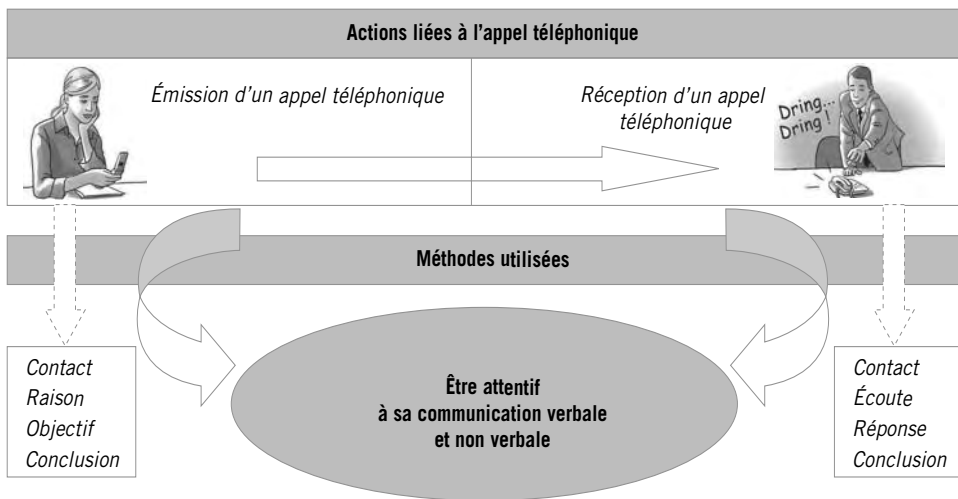 Actions liées à l'appel téléphonique
Émission d'un appel téléphonique
Réception d'un appel
téléphonique
Dring...
Dring !
Méthodes utilisées
Contact
Raison
Objectif
Conclusion
Être attentif
à sa communication verbale
et non verbale
Contact
Écoute
Réponse
Conclusion